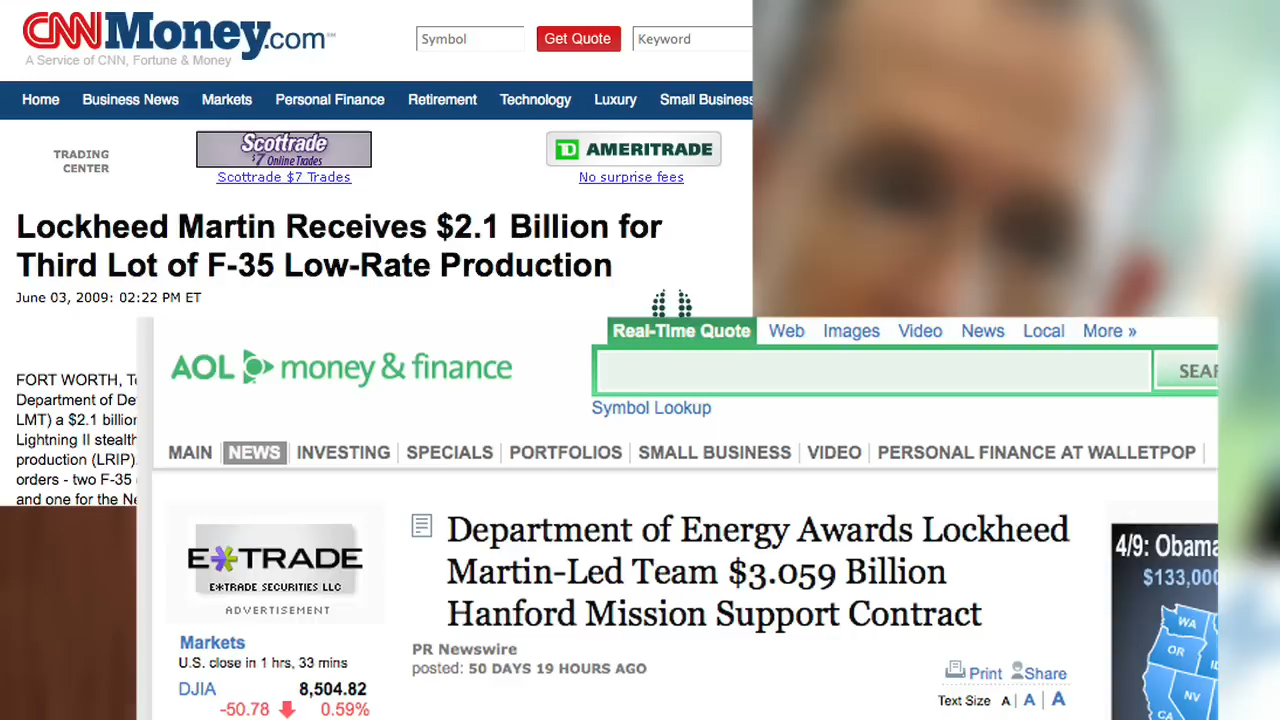 CNNMoney.com
A Service of CNN, Fortune & Money
Symbol
Get Quote
Keyword
Home
Business News
Markets
Personal Finance
Retirement
Technology
Luxury
Small Business
TRADING
CENTER
Scottrade
$7 Online Trades
Scottrade $7 Trades
TD AMERITRADE
No surprise fees
Lockheed Martin Receives $2.1 Billion for
Third Lot of F-35 Low-Rate Production
June 03, 2009: 02:22 PM ET
FORT WORTH,
Department of
LMT) a $2.1
Lightning II
production (LRIP)
orders - two F-35
and one for the
Real-Time Quote
Web
Images
Video
News
Local
More »
AOL money & finance
Symbol Lookup
MAIN
NEWS
INVESTING
SPECIALS
PORTFOLIOS
SMALL BUSINESS
VIDEO
PERSONAL FINANCE AT WALLETPOP
E*TRADE
E*TRADE SECURITIES LLC
ADVERTISEMENT
Department of Energy Awards Lockheed
Martin-Led Team $3.059 Billion
Hanford Mission Support Contract
PR Newswire
posted: 50 DAYS 19 HOURS AGO
Print
Share
Text Size A | A | A
Markets
U.S. close in 1 hrs, 33 mins
DJIA 8,504.82
-50.78 0.59%
4/9: Obama
$133,000
WA
OR
NV
CA